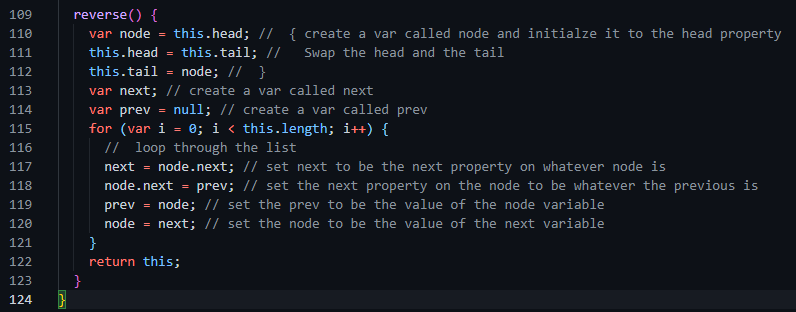 109 reverse() {
110 var node = this.head; // { create a var called node and initialze it to the head property
111 this.head = this.tail; // Swap the head and the tail
112 this.tail = node; // }
113 var next; // create a var called next
114 var prev = null; // create a var called prev
115 for (var i = 0; i < this.length; i++) {
116 // loop through the list
117 next = node.next; // set next to be the next property on whatever node is
118 node.next = prev; // set the next property on the node to be whatever the previous is
119 prev = node; // set the prev to be the value of the node variable
120 node = next; // set the node to be the value of the next variable
121 }
122 return this;
123 }
124 }